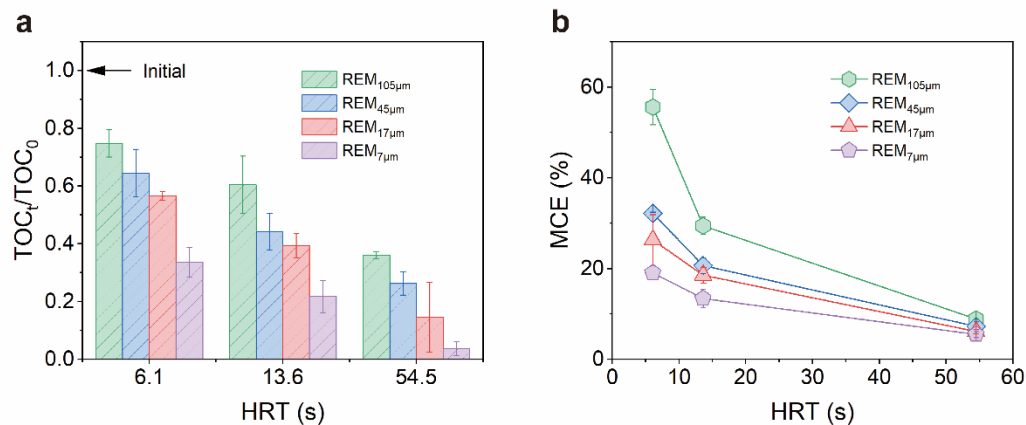 a
TOCₜ/TOC₀
1.0
0.8
0.6
0.4
0.2
0.0
Initial
REM₁₀₅μm
REM₄₅μm
REM₁₇μm
REM₇μm
6.1 13.6 54.5
HRT (s)
b
MCE (%)
60
40
20
0
REM₁₀₅μm
REM₄₅μm
REM₁₇μm
REM₇μm
0 10 20 30 40 50 60
HRT (s)